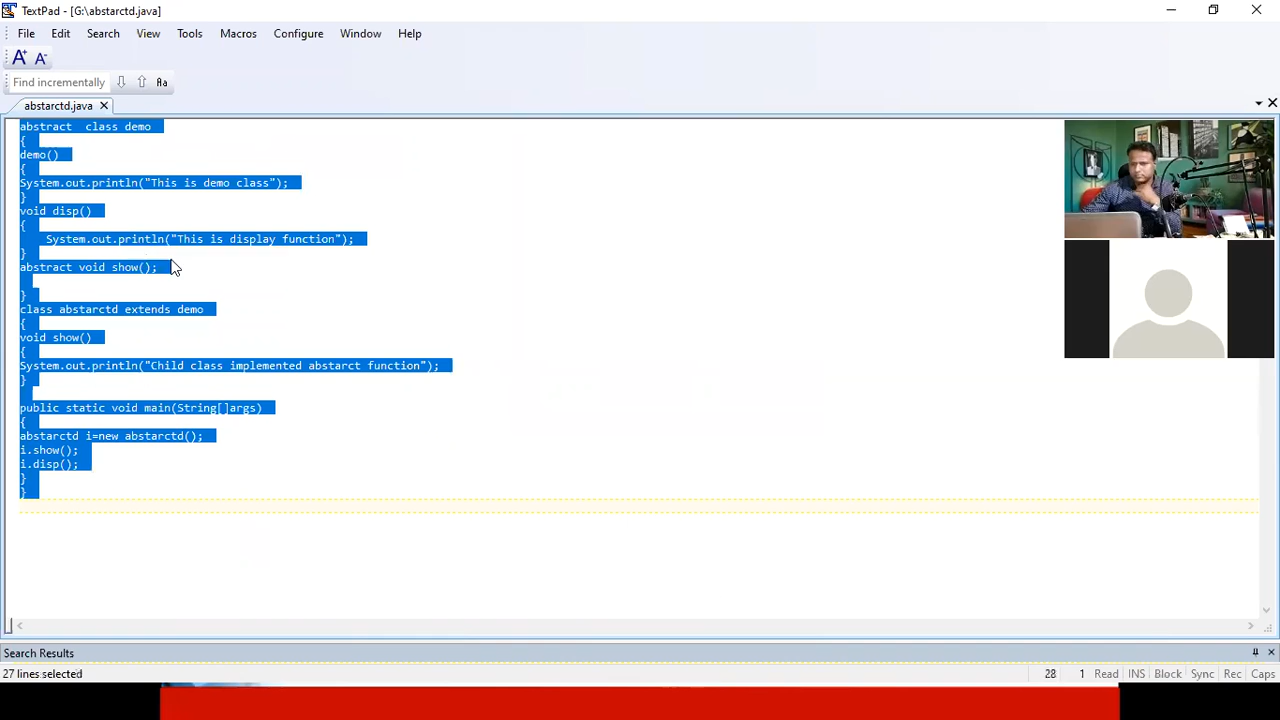 TextPad - [G:\abstarctd.java]
File Edit Search View Tools Macros Configure Window Help
A+ A-
Find incrementally Aa
abstarctd.java
abstract  class demo
{
demo()
{
System.out.println("This is demo class");
}
void disp()
{
System.out.println("This is display function");
}
abstract void show();
}
class abstarctd extends demo
{
void show()
{
System.out.println("Child class implemented abstarct function");
}
public static void main(String[]args)
{
abstarctd i=new abstarctd();
i.show();
i.disp();
}
}
Search Results
27 lines selected 28 1 Read INS Block Sync Rec Caps